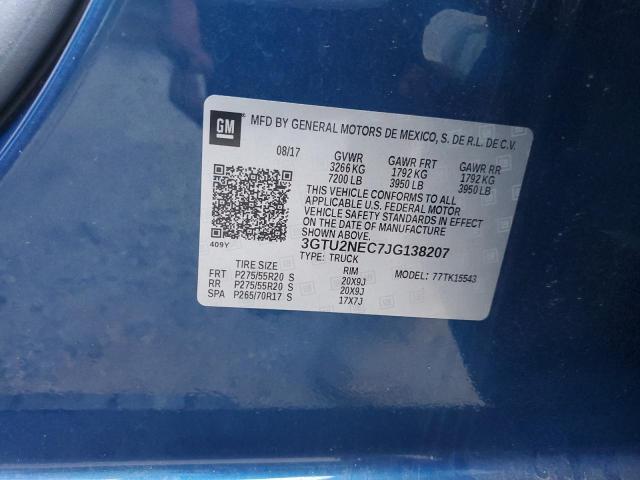 GM
MFD BY GENERAL MOTORS DE MEXICO, S. DE R.L. DE C.V.
08/17 GVWR GAWR FRT GAWR RR
3266 KG 1792 KG 1792 KG
7200 LB 3950 LB 3950 LB
THIS VEHICLE CONFORMS TO ALL
APPLICABLE U.S. FEDERAL MOTOR
VEHICLE SAFETY STANDARDS IN EFFECT
ON THE DATE OF MANUFACTURE
SHOWN ABOVE.
409Y 3GTU2NEC7JG138207
TYPE: TRUCK
TIRE SIZE RIM MODEL: 77TK15543
FRT P275/55R20 S 20X9J
RR P275/55R20 S 20X9J
SPA P265/70R17 S 17X7J